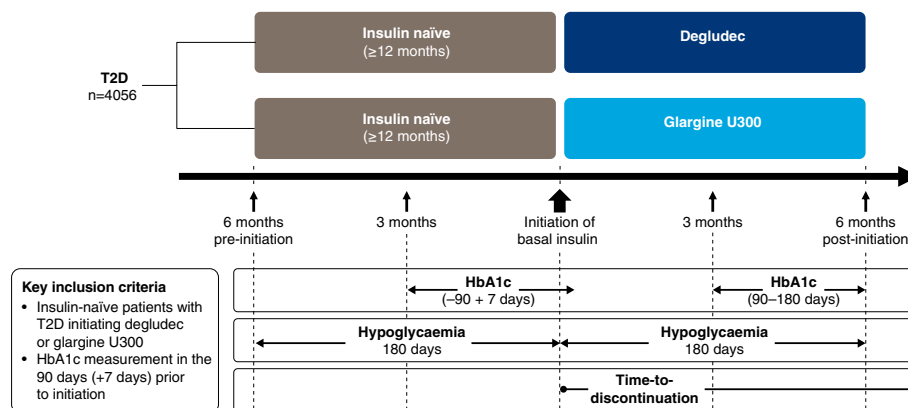 Insulin naïve
(≥12 months)
Degludec
T2D
n=4056
Insulin naïve
(≥12 months)
Glargine U300
6 months
pre-initiation
3 months
Initiation of
basal insulin
3 months
6 months
post-initiation
Key inclusion criteria
• Insulin-naïve patients with
T2D initiating degludec
or glargine U300
• HbA1c measurement in the
90 days (+7 days) prior
to initiation
HbA1c
(–90 + 7 days)
HbA1c
(90–180 days)
Hypoglycaemia
180 days
Hypoglycaemia
180 days
Time-to-
discontinuation